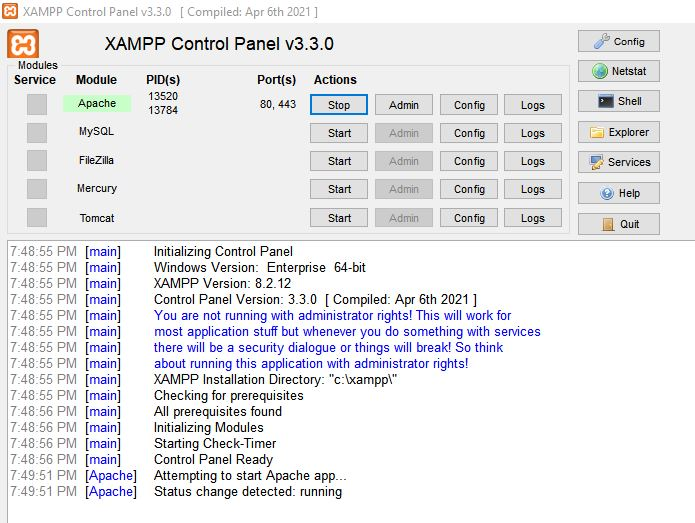 XAMPP Control Panel v3.3.0 [ Compiled: Apr 6th 2021 ]
XAMPP Control Panel v3.3.0
Config
Modules
Service Module PID(s) Port(s) Actions
Netstat
Apache 13520 80, 443 Stop Admin Config Logs
13784
Shell
MySQL Start Admin Config Logs
Explorer
FileZilla Start Admin Config Logs
Services
Mercury Start Admin Config Logs
Help
Tomcat Start Admin Config Logs
Quit
7:48:55 PM [main] Initializing Control Panel
7:48:55 PM [main] Windows Version: Enterprise 64-bit
7:48:55 PM [main] XAMPP Version: 8.2.12
7:48:55 PM [main] Control Panel Version: 3.3.0 [ Compiled: Apr 6th 2021 ]
7:48:55 PM [main] You are not running with administrator rights! This will work for
7:48:55 PM [main] most application stuff but whenever you do something with services
7:48:55 PM [main] there will be a security dialogue or things will break! So think
7:48:55 PM [main] about running this application with administrator rights!
7:48:55 PM [main] XAMPP Installation Directory: "c:\xampp\"
7:48:55 PM [main] Checking for prerequisites
7:48:56 PM [main] All prerequisites found
7:48:56 PM [main] Initializing Modules
7:48:56 PM [main] Starting Check-Timer
7:48:56 PM [main] Control Panel Ready
7:49:51 PM [Apache] Attempting to start Apache app...
7:49:51 PM [Apache] Status change detected: running